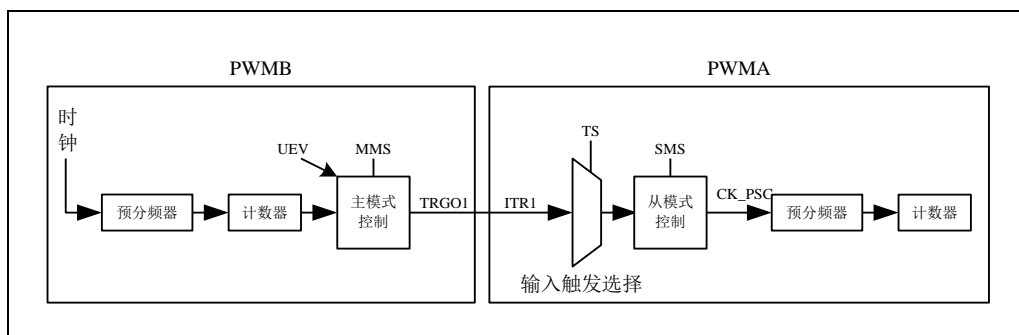 PWMB
PWMA
时
钟
UEV
MMS
TS
SMS
预分频器
计数器
主模式
控制
TRGO1
ITR1
从模式
控制
CK_PSC
预分频器
计数器
输入触发选择